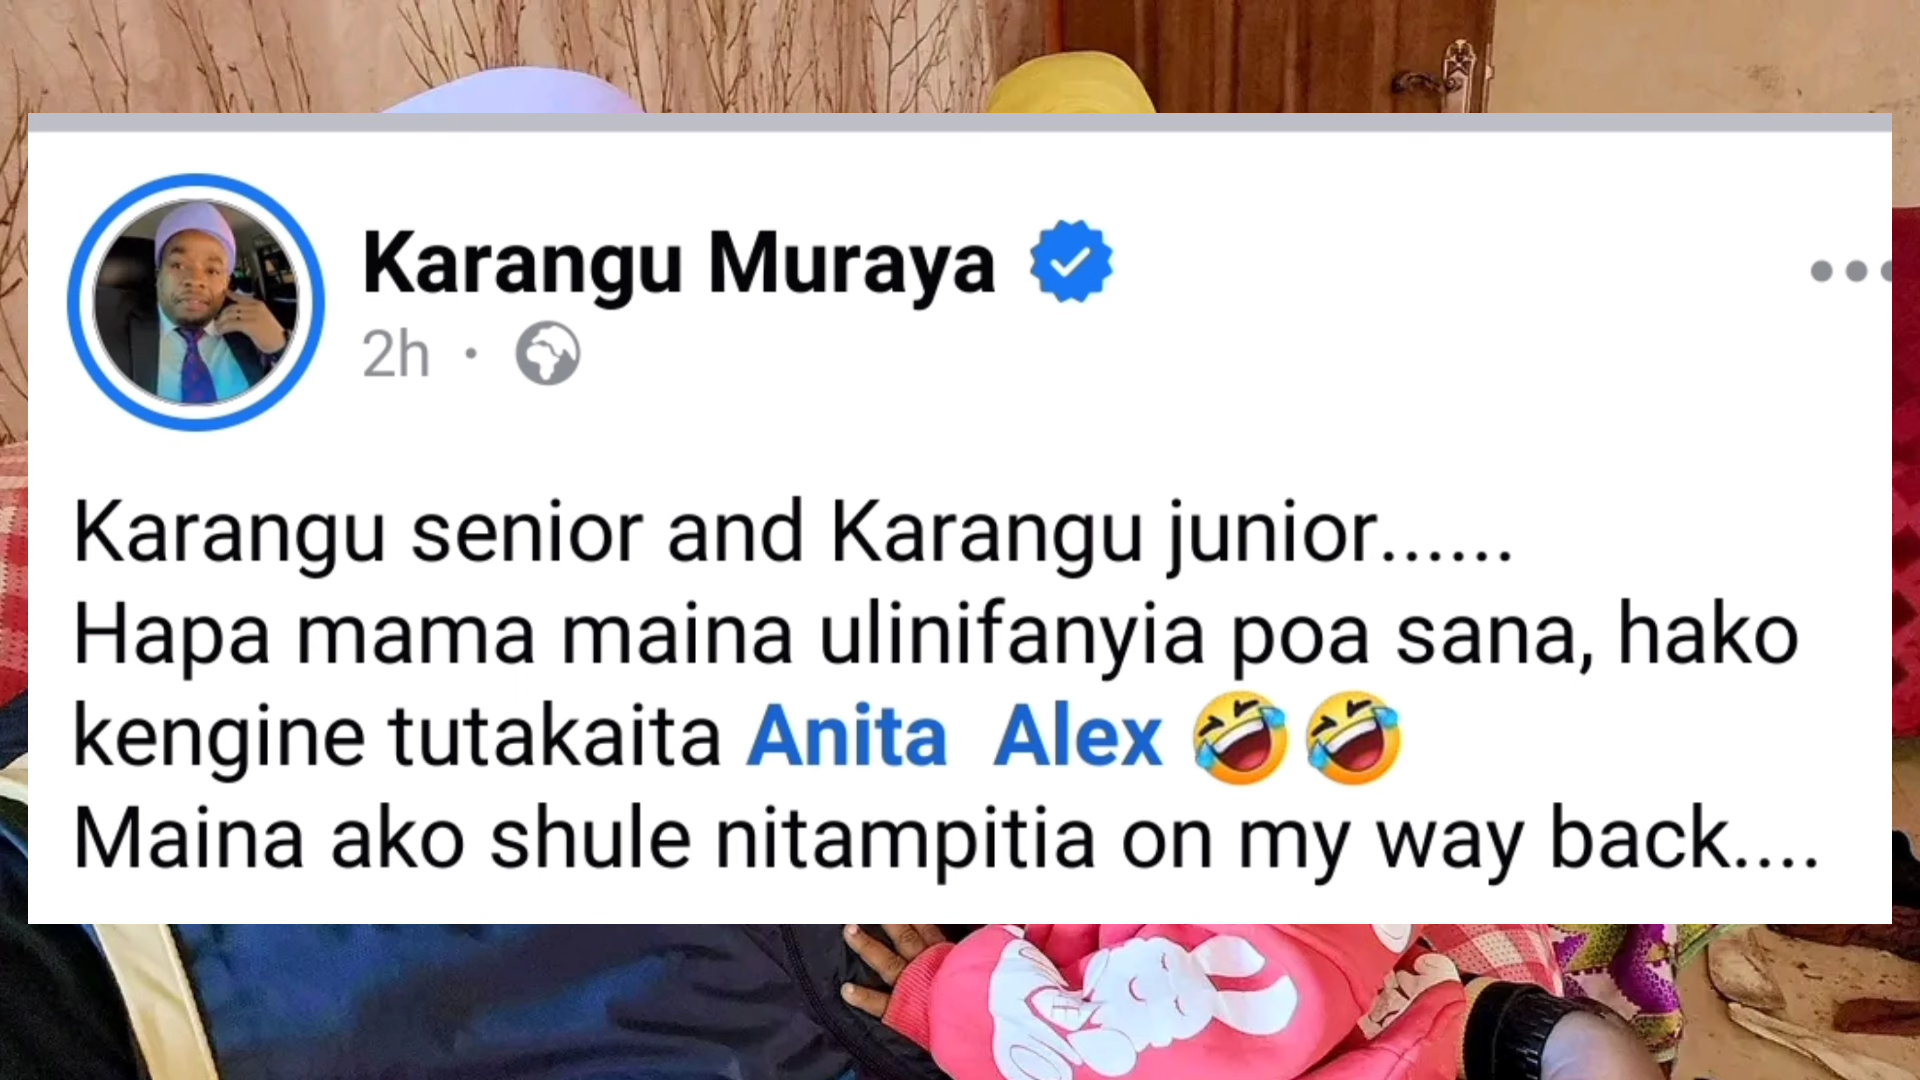 Karangu Muraya
2h ·
Karangu senior and Karangu junior......
Hapa mama maina ulinifanyia poa sana, hako
kengine tutakaita Anita Alex 🤣🤣
Maina ako shule nitampitia on my way back....